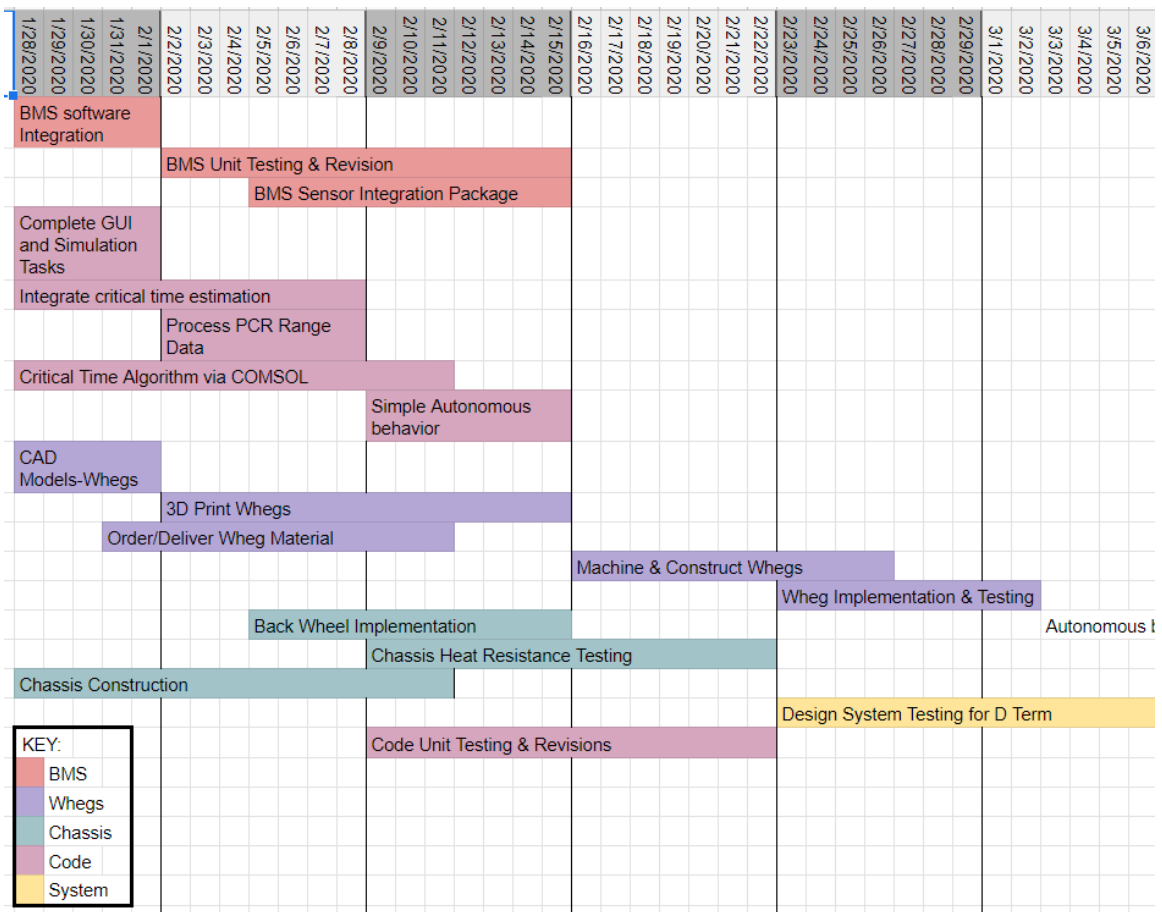 1/28/2020
1/29/2020
1/30/2020
1/31/2020
2/1/2020
2/2/2020
2/3/2020
2/4/2020
2/5/2020
2/6/2020
2/7/2020
2/8/2020
2/9/2020
2/10/2020
2/11/2020
2/12/2020
2/13/2020
2/14/2020
2/15/2020
2/16/2020
2/17/2020
2/18/2020
2/19/2020
2/20/2020
2/21/2020
2/22/2020
2/23/2020
2/24/2020
2/25/2020
2/26/2020
2/27/2020
2/28/2020
2/29/2020
3/1/2020
3/2/2020
3/3/2020
3/4/2020
3/5/2020
3/6/2020
BMS software
Integration
BMS Unit Testing & Revision
BMS Sensor Integration Package
Complete GUI
and Simulation
Tasks
Integrate critical time estimation
Process PCR Range
Data
Critical Time Algorithm via COMSOL
Simple Autonomous
behavior
CAD
Models-Whegs
3D Print Whegs
Order/Deliver Wheg Material
Machine & Construct Whegs
Wheg Implementation & Testing
Back Wheel Implementation
Autonomous b
Chassis Heat Resistance Testing
Chassis Construction
Design System Testing for D Term
Code Unit Testing & Revisions
KEY:
BMS
Whegs
Chassis
Code
System